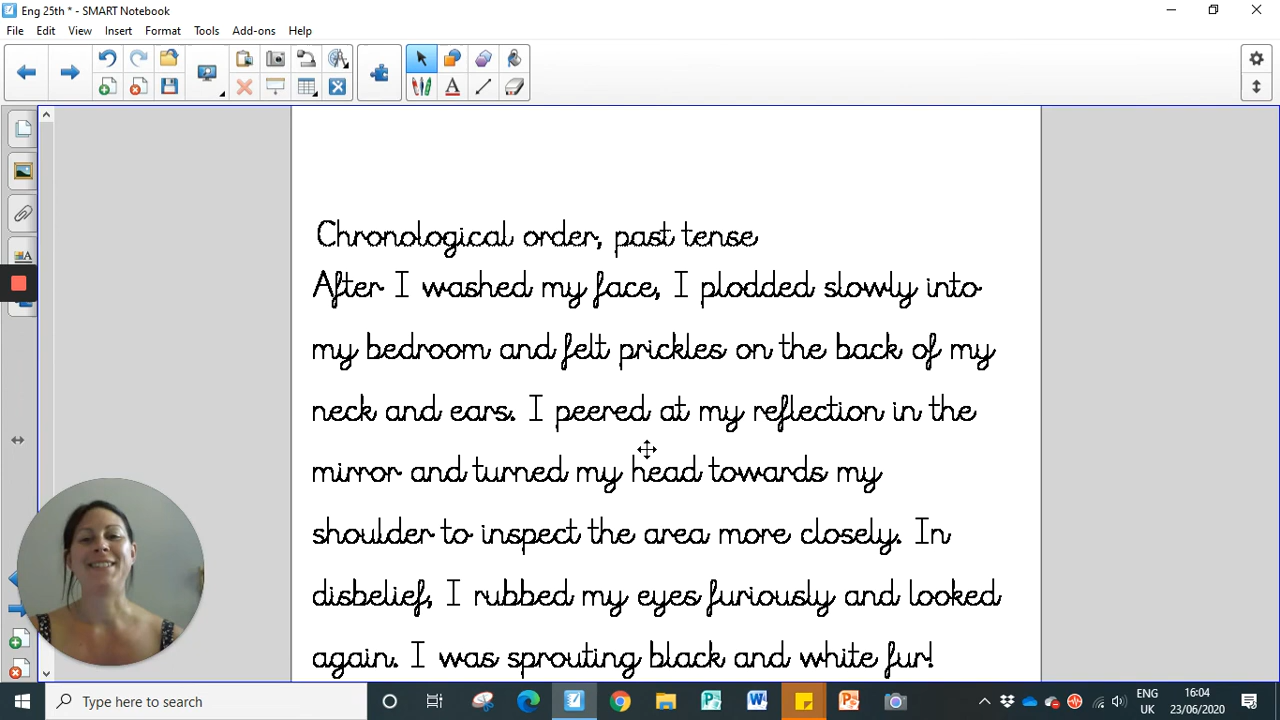 Eng 25th * - SMART Notebook
File Edit View Insert Format Tools Add-ons Help
Chronological order, past tense
After I washed my face, I plodded slowly into
my bedroom and felt prickles on the back of my
neck and ears. I peered at my reflection in the
mirror and turned my head towards my
shoulder to inspect the area more closely. In
disbelief, I rubbed my eyes furiously and looked
again. I was sprouting black and white fur!
Type here to search
ENG 16:04
UK 23/06/2020